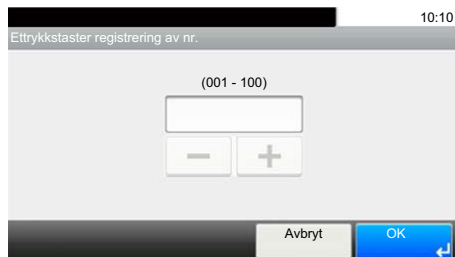 10:10
Ettrykkstaster registrering av nr.
(001 - 100)
Avbryt
OK